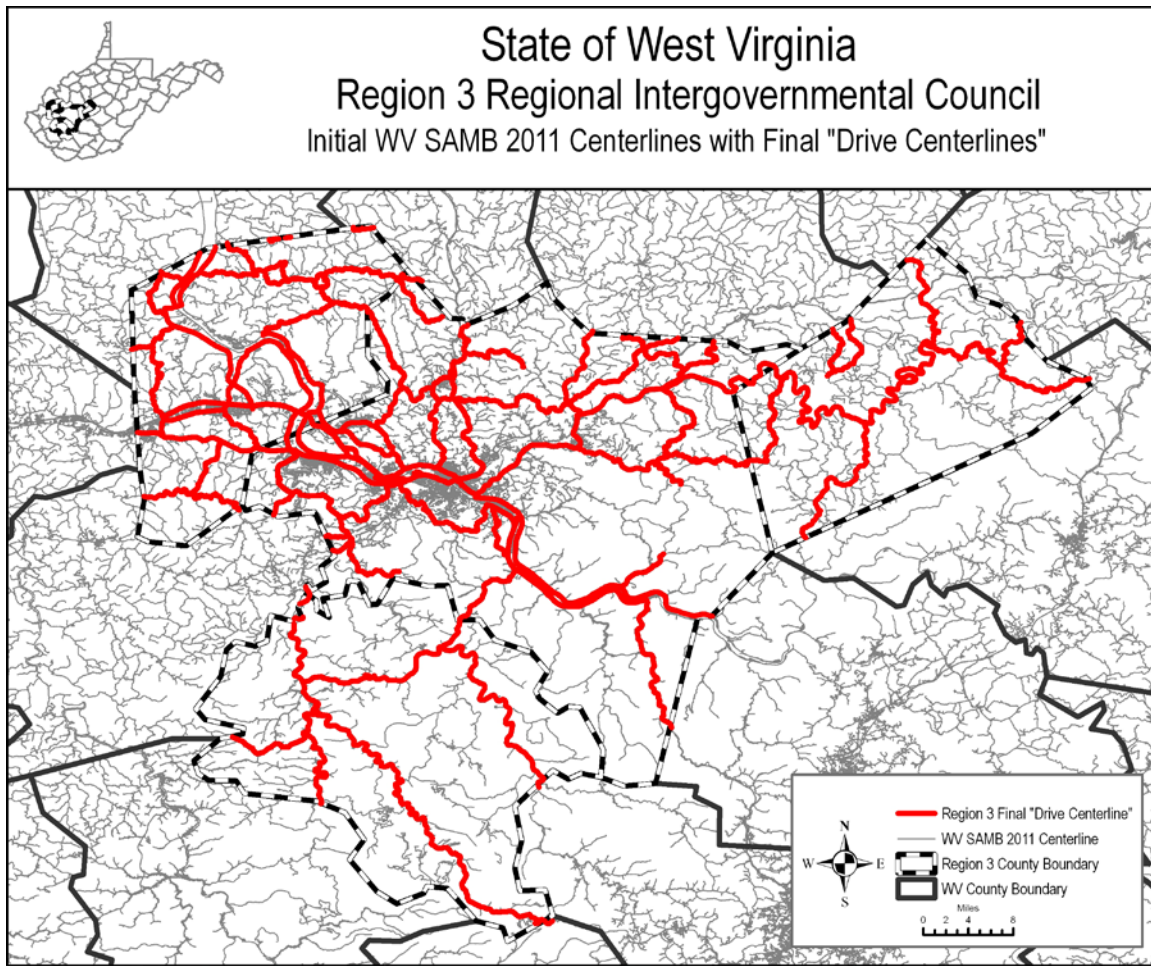 State of West Virginia
Region 3 Regional Intergovernmental Council
Initial WV SAMB 2011 Centerlines with Final "Drive Centerlines"
N
W E
S
Region 3 Final "Drive Centerline"
WV SAMB 2011 Centerline
Region 3 County Boundary
WV County Boundary
Miles
0 2 4 8